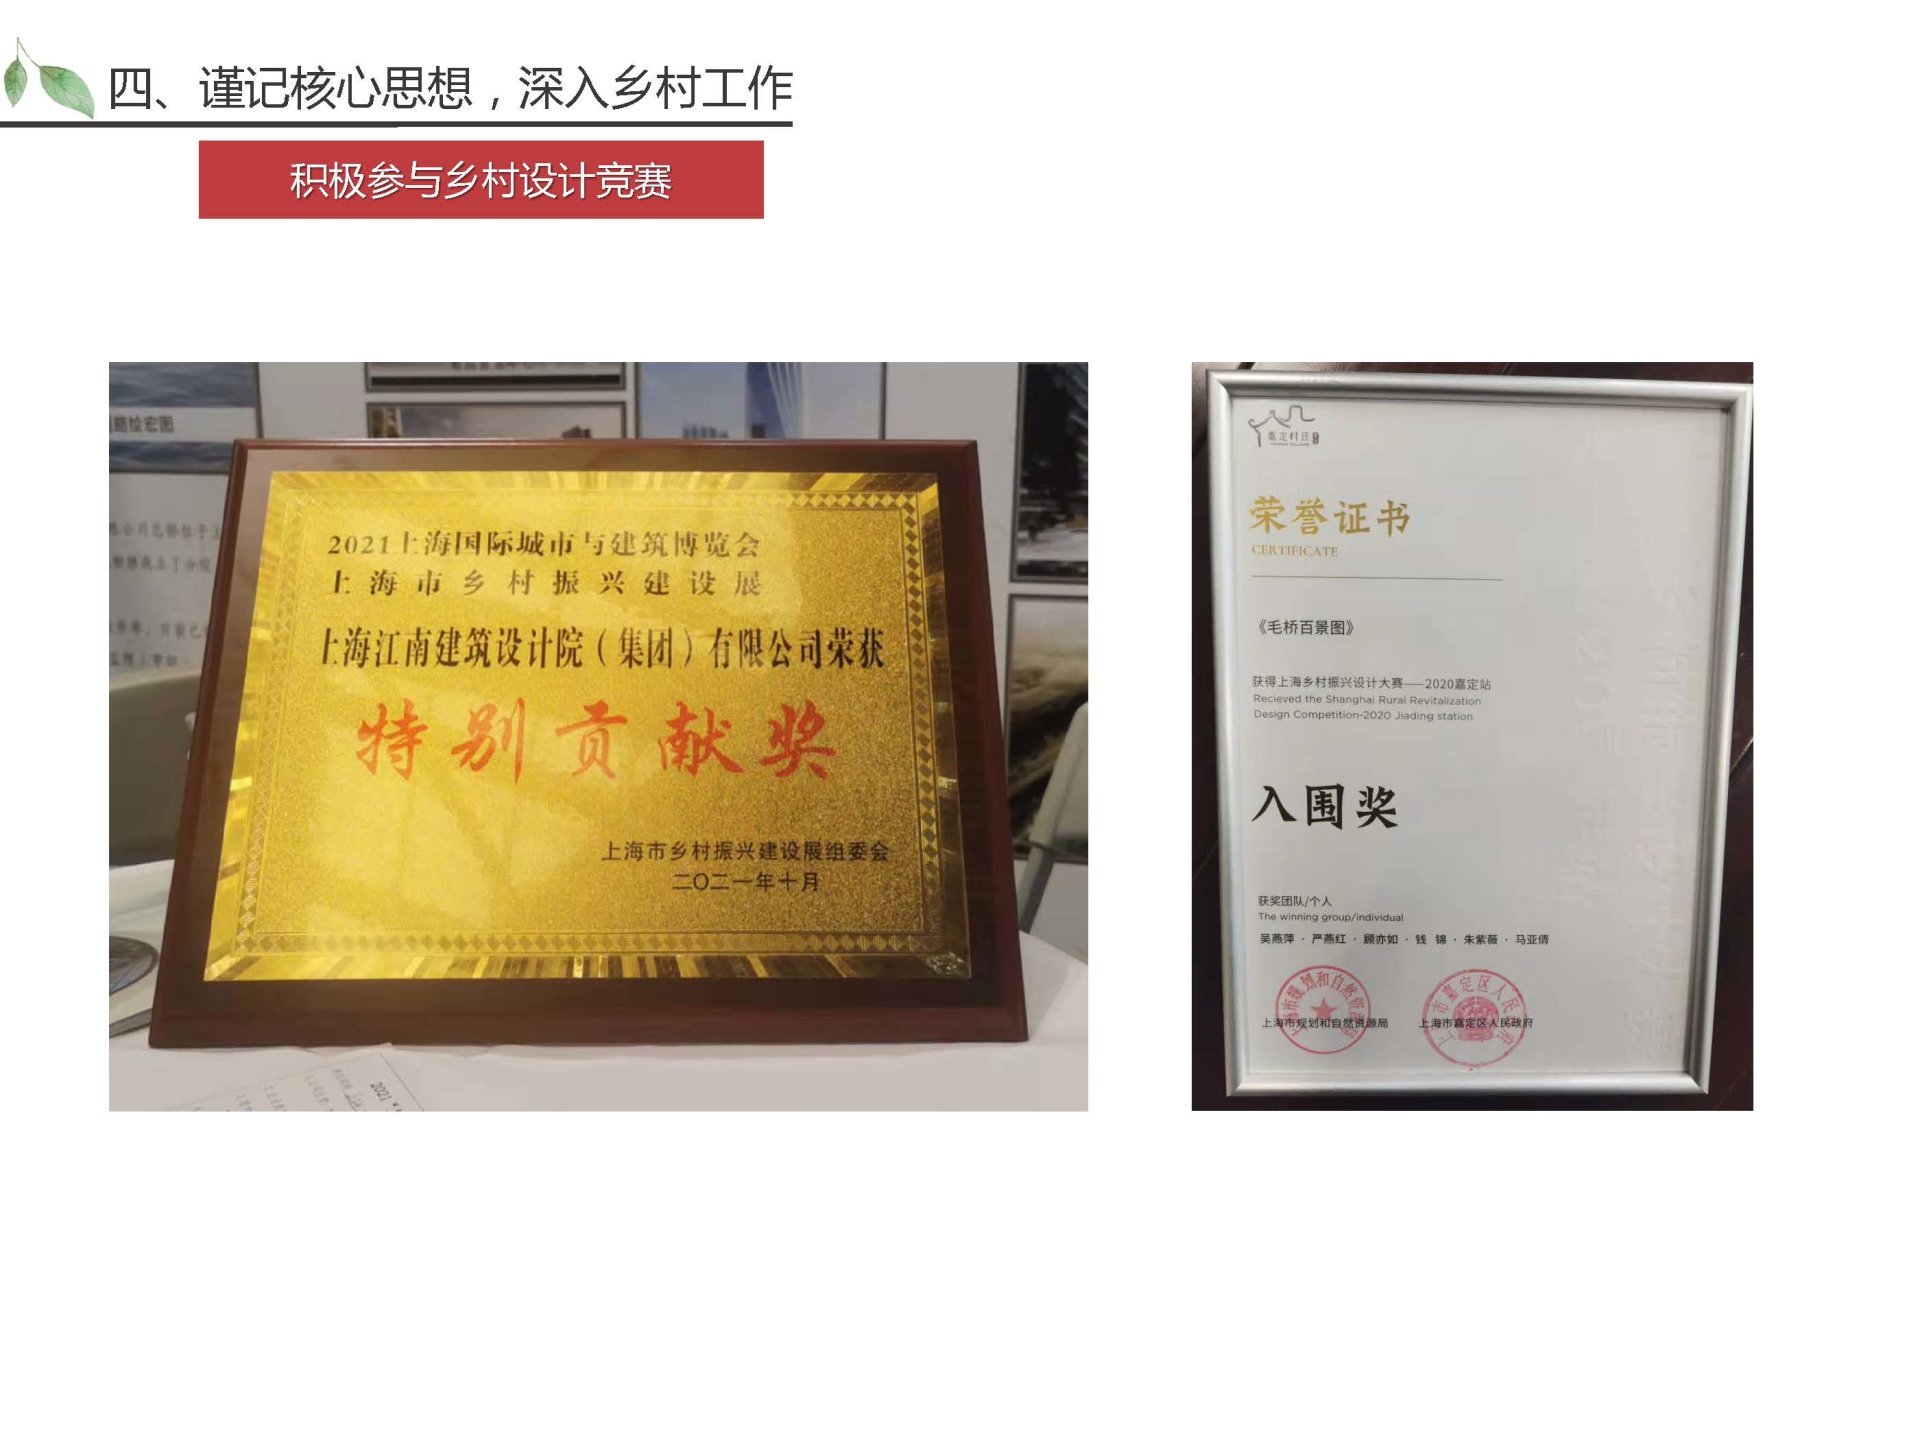 四、谨记核心思想，深入乡村工作
积极参与乡村设计竞赛
绘宏图
2021上海国际城市与建筑博览会
上海市乡村振兴建设展
上海江南建筑设计院（集团）有限公司荣获
特别贡献奖
上海市乡村振兴建设展组委会
二〇二一年十月
2021
嘉定村庄
荣誉证书
CERTIFICATE
《毛桥百景图》
获得上海乡村振兴设计大赛——2020嘉定站
Recieved the Shanghai Rural Revitalization
Design Competition-2020 Jiading station
入围奖
获奖团队/个人
The winning group/individual
吴燕萍 · 严燕红 · 顾亦如 · 钱 锦 · 朱紫薇 · 马亚倩
上海市规划和自然资源局
上海市嘉定区人民政府